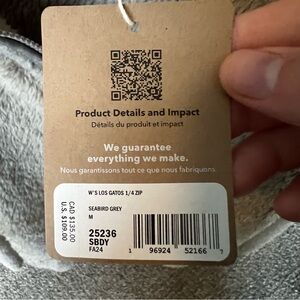 Product Details and Impact
Détails du produit et impact
We guarantee
everything we make.
Nous garantissons tout ce que nous fabriquons.
CAD $135.00
U.S. $109.00
W'S LOS GATOS 1/4 ZIP
SEABIRD GREY
M
25236
SBDY
FA24
1 96924 52166 7